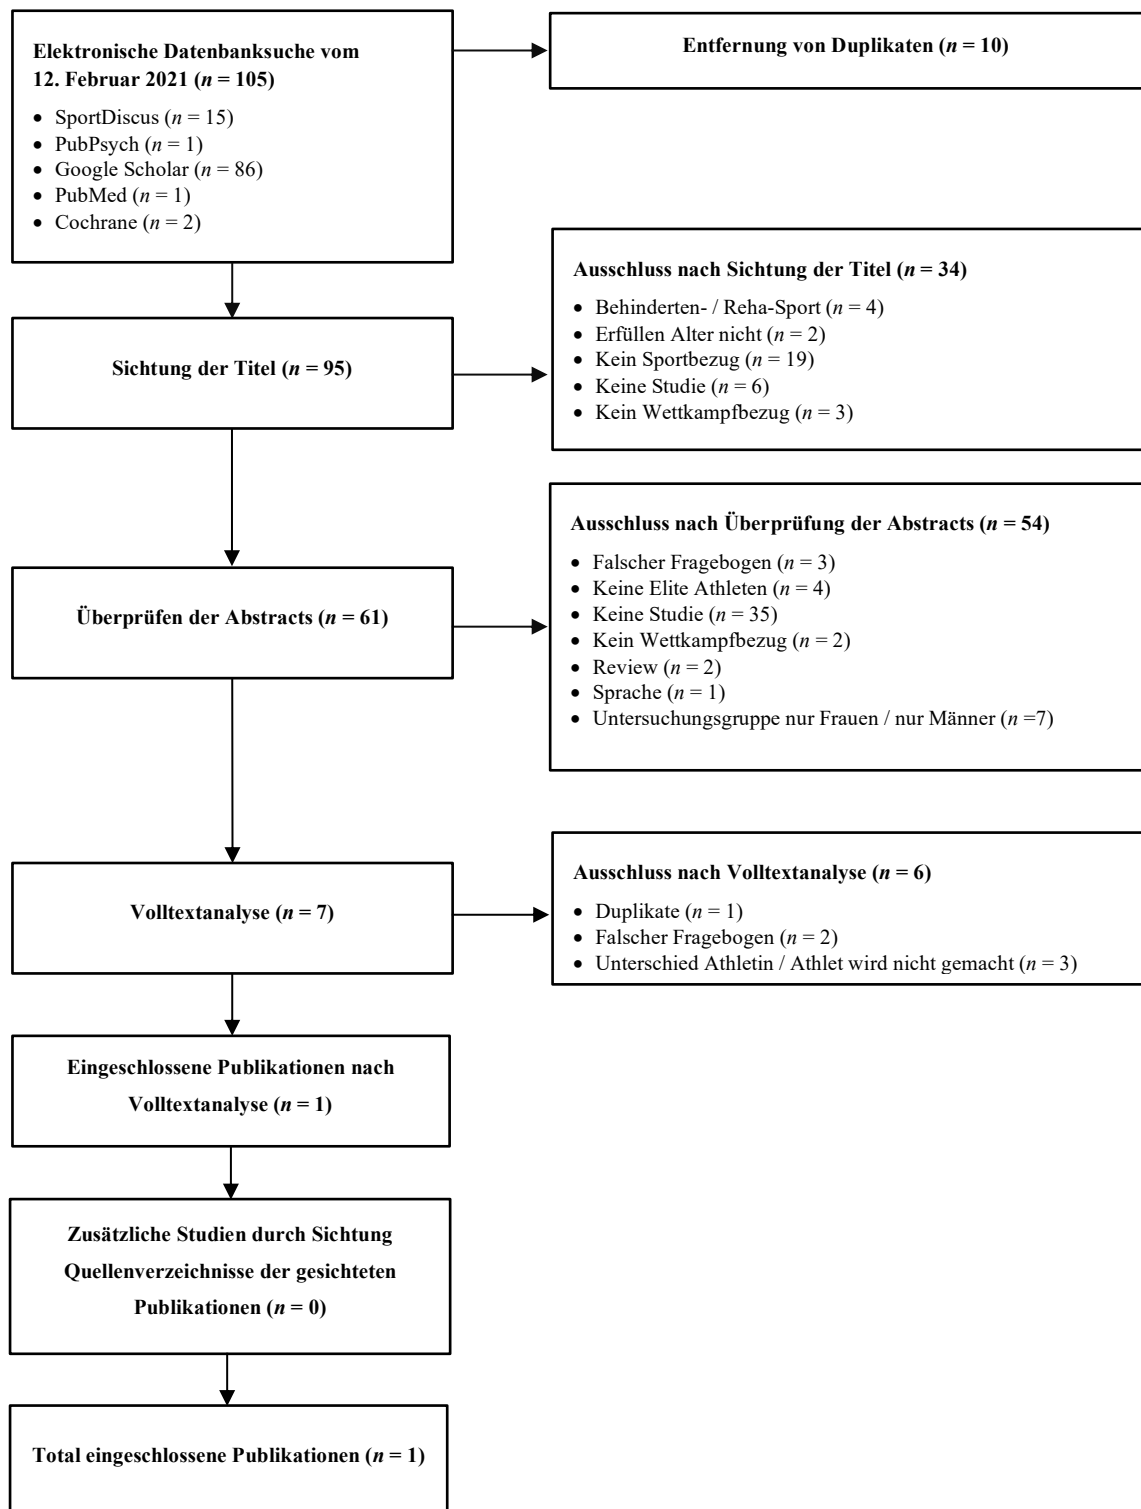 Elektronische Datenbanksuche vom
12. Februar 2021 (n = 105)
• SportDiscus (n = 15)
• PubPsych (n = 1)
• Google Scholar (n = 86)
• PubMed (n = 1)
• Cochrane (n = 2)
Entfernung von Duplikaten (n = 10)
Sichtung der Titel (n = 95)
Ausschluss nach Sichtung der Titel (n = 34)
• Behinderten- / Reha-Sport (n = 4)
• Erfüllen Alter nicht (n = 2)
• Kein Sportbezug (n = 19)
• Keine Studie (n = 6)
• Kein Wettkampfbezug (n = 3)
Überprüfen der Abstracts (n = 61)
Ausschluss nach Überprüfung der Abstracts (n = 54)
• Falscher Fragebogen (n = 3)
• Keine Elite Athleten (n = 4)
• Keine Studie (n = 35)
• Kein Wettkampfbezug (n = 2)
• Review (n = 2)
• Sprache (n = 1)
• Untersuchungsgruppe nur Frauen / nur Männer (n =7)
Volltextanalyse (n = 7)
Ausschluss nach Volltextanalyse (n = 6)
• Duplikate (n = 1)
• Falscher Fragebogen (n = 2)
• Unterschied Athletin / Athlet wird nicht gemacht (n = 3)
Eingeschlossene Publikationen nach
Volltextanalyse (n = 1)
Zusätzliche Studien durch Sichtung
Quellenverzeichnisse der gesichteten
Publikationen (n = 0)
Total eingeschlossene Publikationen (n = 1)